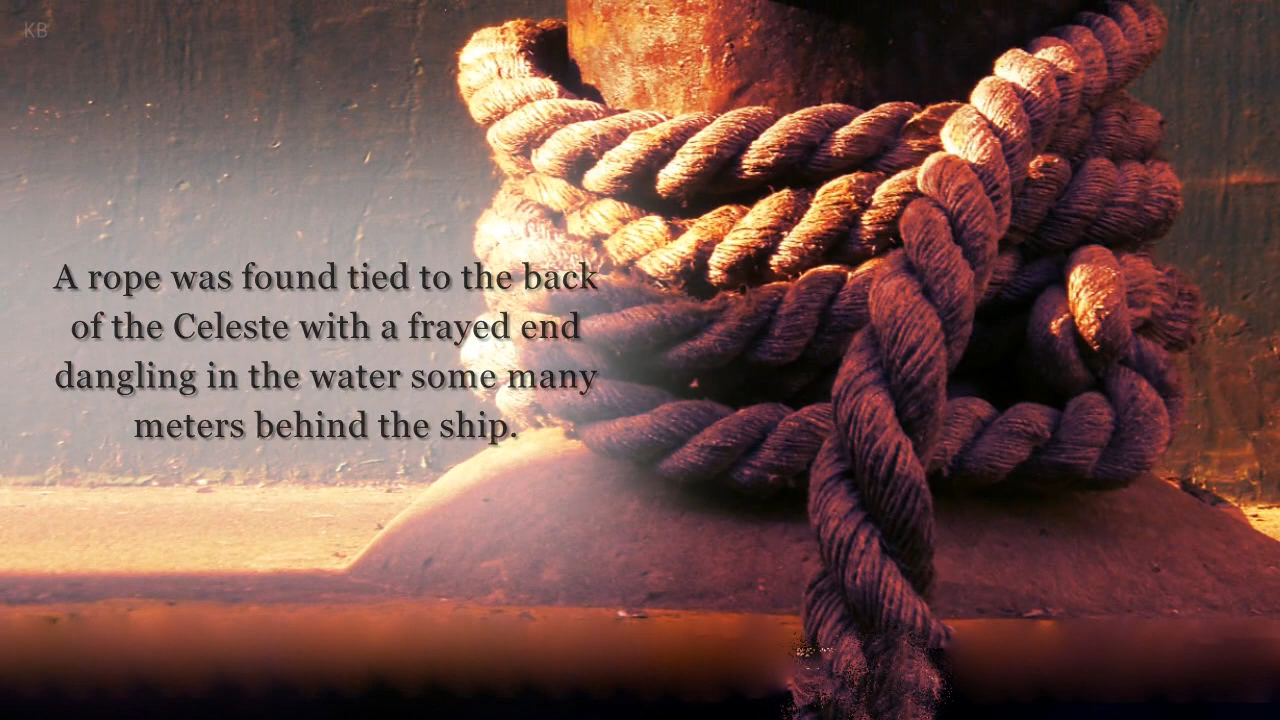 KB
A rope was found tied to the back
of the Celeste with a frayed end
dangling in the water some many
meters behind the ship.